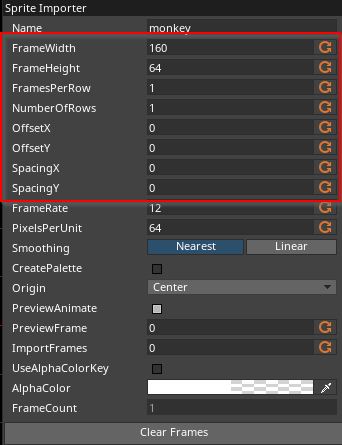 Sprite Importer
Name monkey
FrameWidth 160
FrameHeight 64
FramesPerRow 1
NumberOfRows 1
OffsetX 0
OffsetY 0
SpacingX 0
SpacingY 0
FrameRate 12
PixelsPerUnit 64
Smoothing Nearest Linear
CreatePalette
Origin Center
PreviewAnimate
PreviewFrame 0
ImportFrames 0
UseAlphaColorKey
AlphaColor
FrameCount 1
Clear Frames